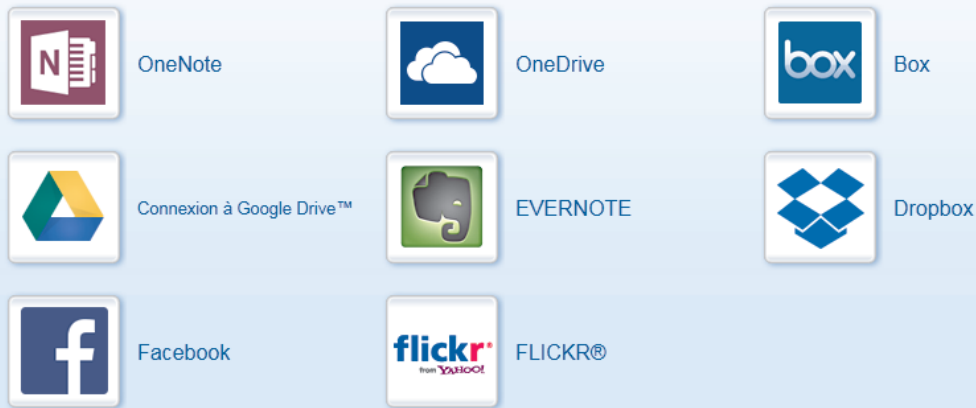 N
OneNote
OneDrive
box
Box
Connexion à Google Drive™
EVERNOTE
Dropbox
f
Facebook
flickr®
from YAHOO!
FLICKR®